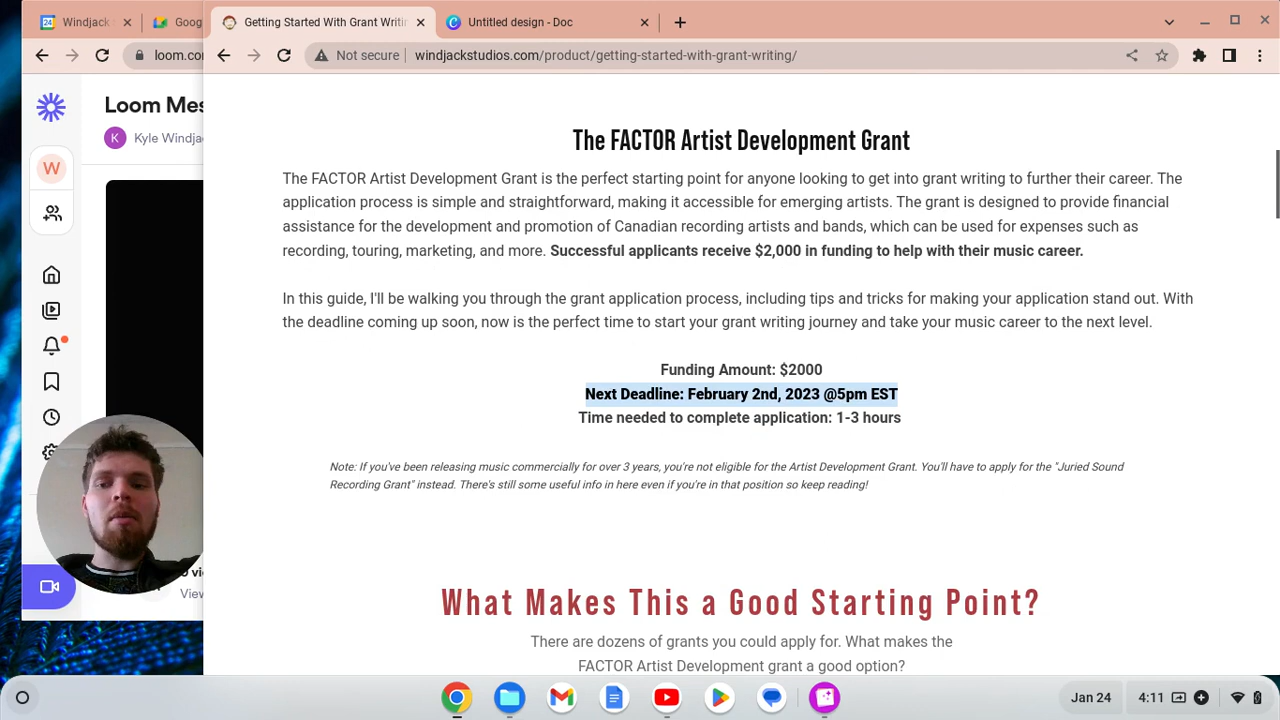 Windjack
Goog
Getting Started With Grant Writin
Untitled design - Doc
loom.co
Not secure
windjackstudios.com/product/getting-started-with-grant-writing/
Loom Mes
K
Kyle Windja
W
The FACTOR Artist Development Grant
The FACTOR Artist Development Grant is the perfect starting point for anyone looking to get into grant writing to further their career. The
application process is simple and straightforward, making it accessible for emerging artists. The grant is designed to provide financial
assistance for the development and promotion of Canadian recording artists and bands, which can be used for expenses such as
recording, touring, marketing, and more. Successful applicants receive $2,000 in funding to help with their music career.
In this guide, I'll be walking you through the grant application process, including tips and tricks for making your application stand out. With
the deadline coming up soon, now is the perfect time to start your grant writing journey and take your music career to the next level.
Funding Amount: $2000
Next Deadline: February 2nd, 2023 @5pm EST
Time needed to complete application: 1-3 hours
Note: If you've been releasing music commercially for over 3 years, you're not eligible for the Artist Development Grant. You'll have to apply for the "Juried Sound
Recording Grant" instead. There's still some useful info in here even if you're in that position so keep reading!
What Makes This a Good Starting Point?
There are dozens of grants you could apply for. What makes the
FACTOR Artist Development grant a good option?
View
Jan 24
4:11